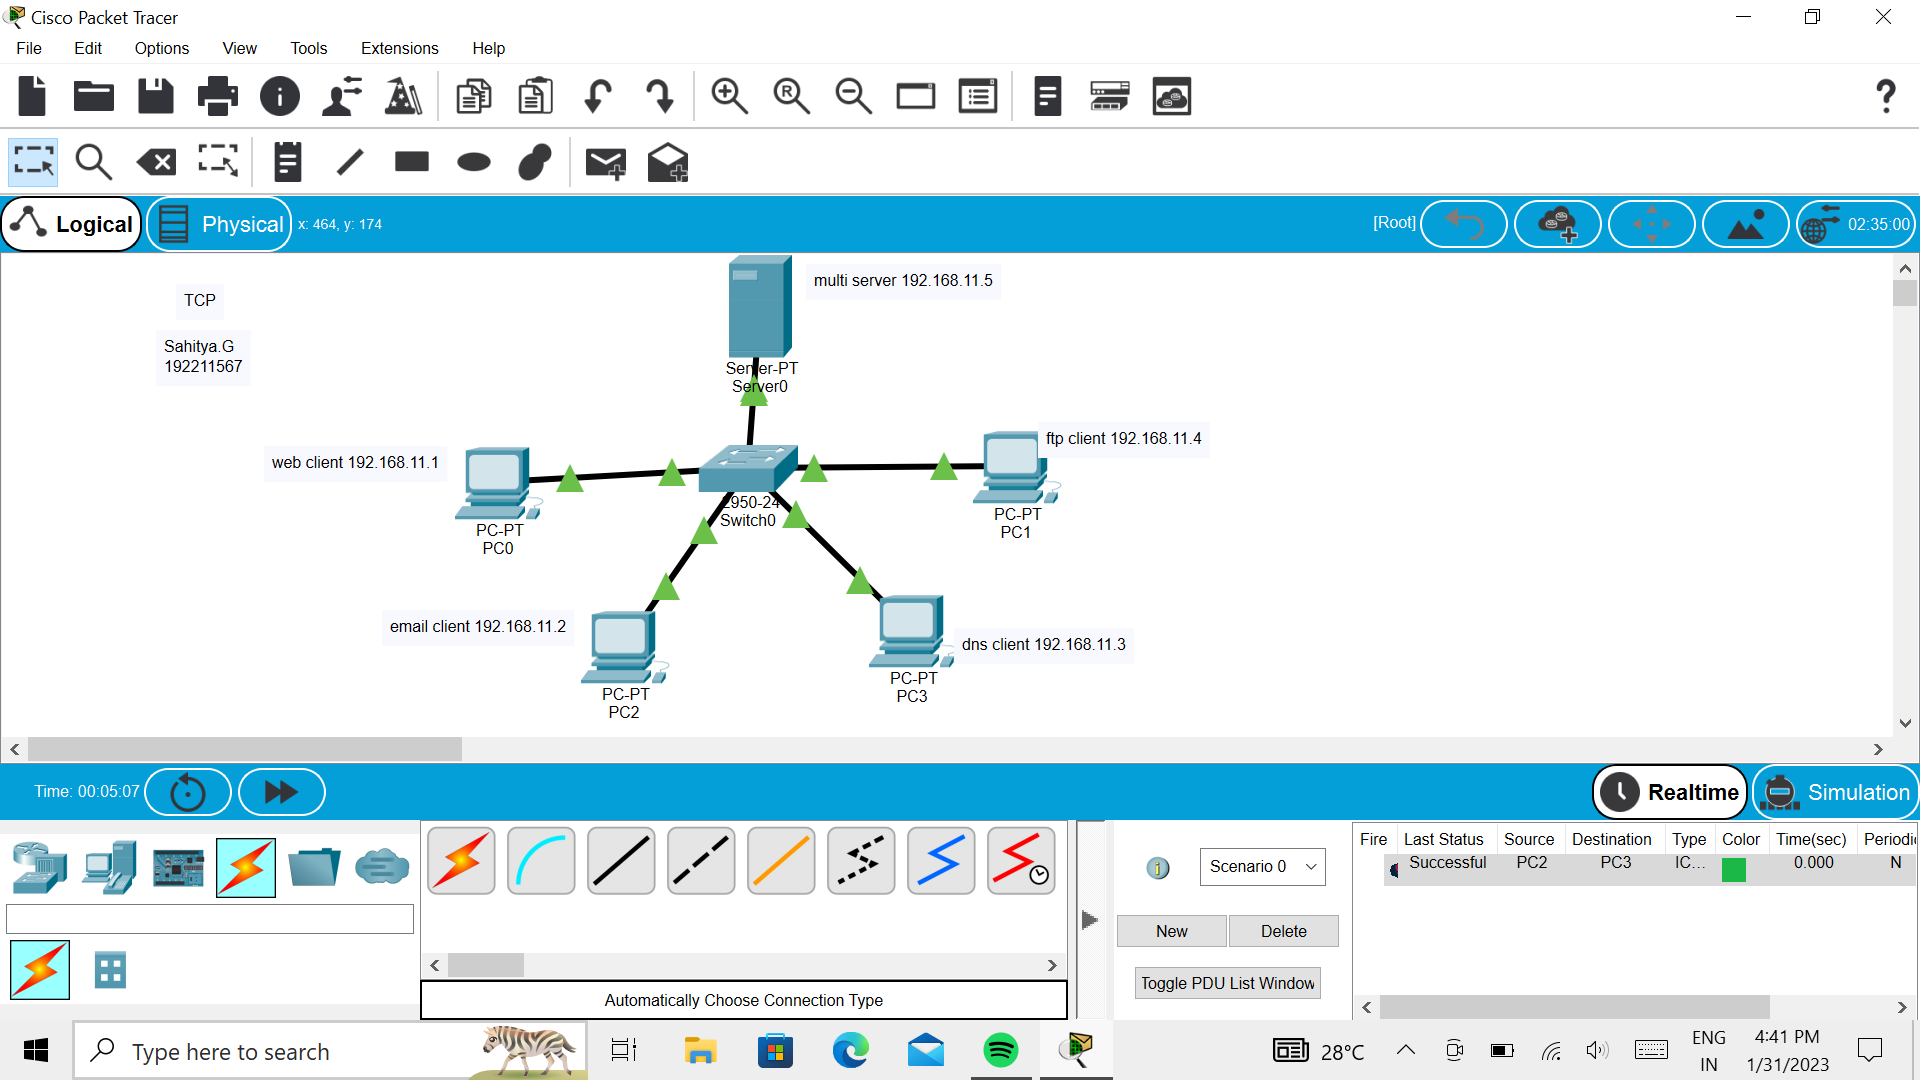 Cisco Packet Tracer
File Edit Options View Tools Extensions Help
Logical Physical x: 464, y: 174 [Root] 02:35:00
multi server 192.168.11.5
TCP
Sahitya.G
192211567
Server-PT
Server0
ftp client 192.168.11.4
web client 192.168.11.1
2950-24
Switch0
PC-PT
PC1
PC-PT
PC0
email client 192.168.11.2
dns client 192.168.11.3
PC-PT
PC3
PC-PT
PC2
Time: 00:05:07 Realtime Simulation
Fire Last Status Source Destination Type Color Time(sec) Periodic
Successful PC2 PC3 IC... 0.000 N
Scenario 0
New Delete
Toggle PDU List Window
Automatically Choose Connection Type
Type here to search
28°C
ENG
IN
4:41 PM
1/31/2023